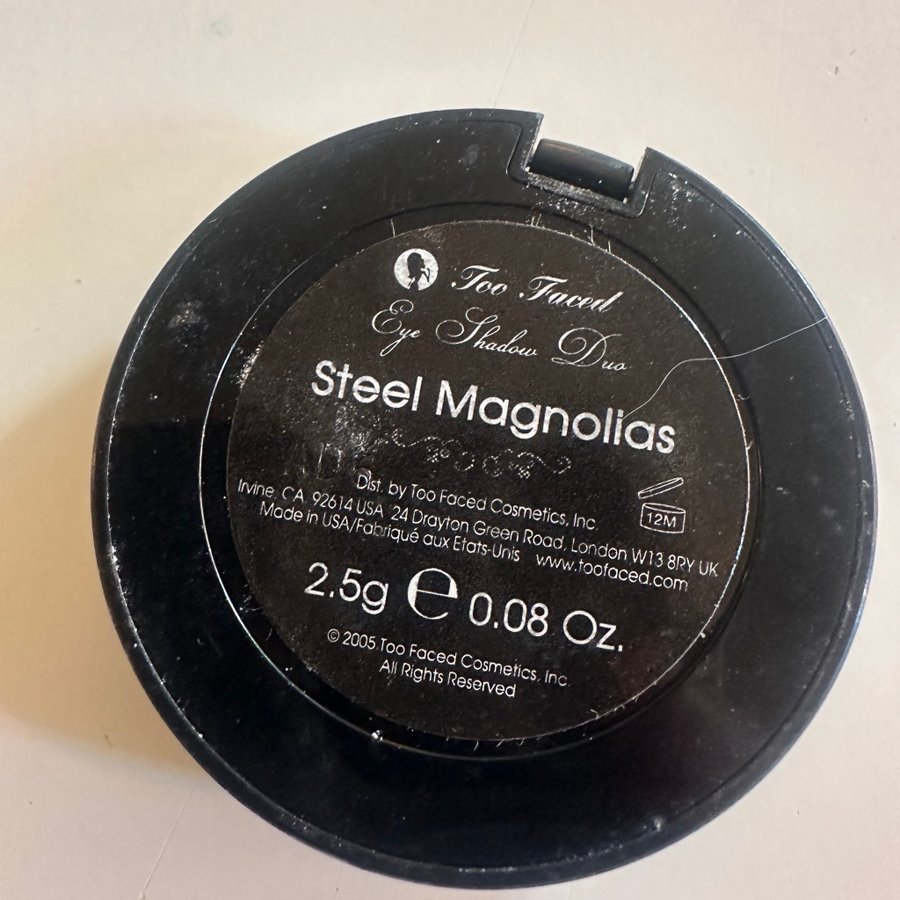 Too Faced
Eye Shadow Duo
Steel Magnolias
12M
Dist. by Too Faced Cosmetics, Inc.
Irvine, CA. 92614 USA 24 Drayton Green Road, London W13 8RY UK
Made in USA/Fabriqué aux Etats-Unis www.toofaced.com
2.5g ℮ 0.08 Oz.
© 2005 Too Faced Cosmetics, Inc.
All Rights Reserved